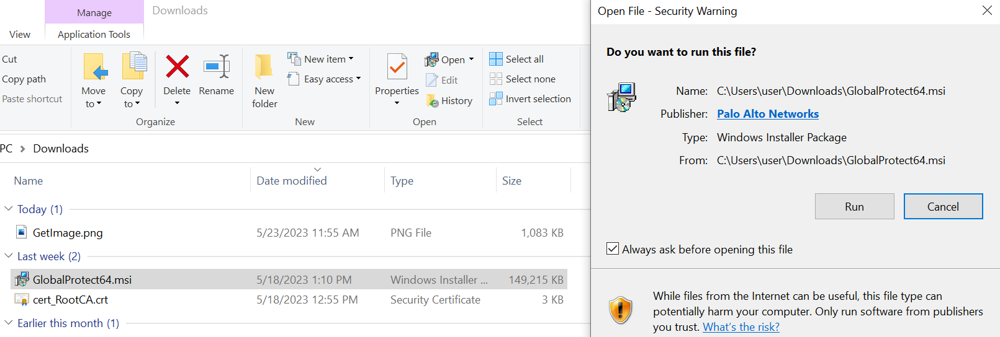 Manage
Downloads
View
Application Tools
Cut
Copy path
Paste shortcut
Move to
Copy to
Delete
Rename
Organize
New folder
New item
Easy access
New
Properties
Open
Edit
History
Open
Select all
Select none
Invert selection
Select
PC > Downloads
Name Date modified Type Size
Today (1)
GetImage.png 5/23/2023 11:55 AM PNG File 1,083 KB
Last week (2)
GlobalProtect64.msi 5/18/2023 1:10 PM Windows Installer ... 149,215 KB
cert_RootCA.crt 5/18/2023 12:55 PM Security Certificate 3 KB
Earlier this month (1)
Open File - Security Warning
Do you want to run this file?
Name: C:\Users\user\Downloads\GlobalProtect64.msi
Publisher: Palo Alto Networks
Type: Windows Installer Package
From: C:\Users\user\Downloads\GlobalProtect64.msi
Run Cancel
Always ask before opening this file
While files from the Internet can be useful, this file type can
potentially harm your computer. Only run software from publishers
you trust. What's the risk?